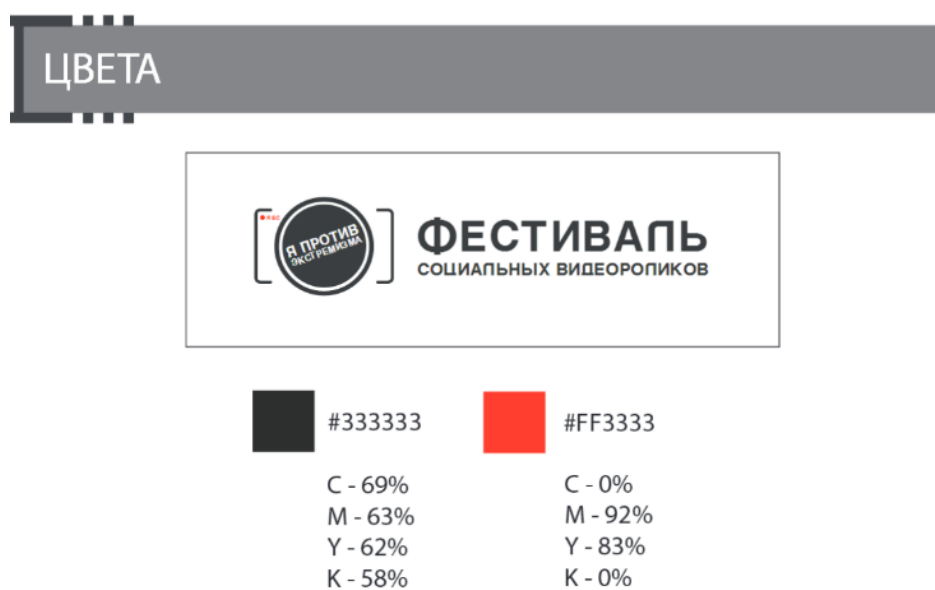 ЦВЕТА
REC
Я ПРОТИВ
ЭКСТРЕМИЗМА
ФЕСТИВАЛЬ
СОЦИАЛЬНЫХ ВИДЕОРОЛИКОВ
#333333
C - 69%
M - 63%
Y - 62%
K - 58%
#FF3333
C - 0%
M - 92%
Y - 83%
K - 0%